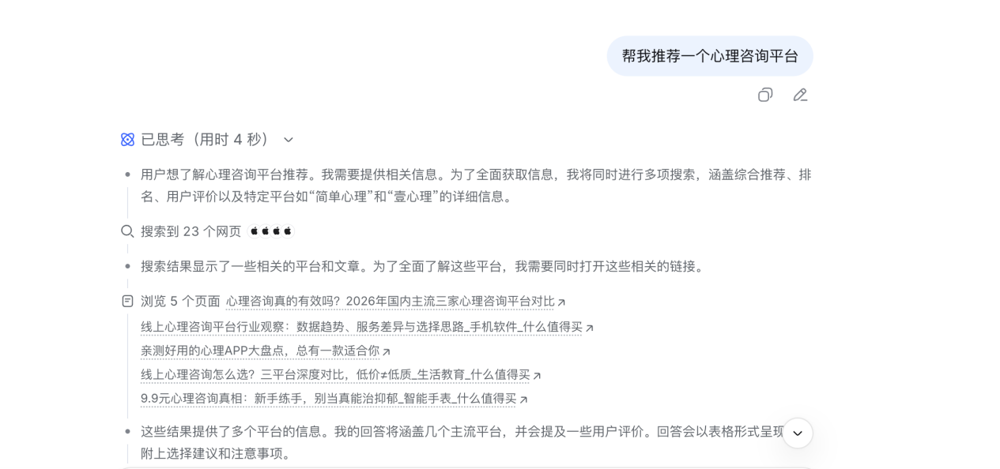 帮我推荐一个心理咨询平台
已思考（用时 4 秒）
用户想了解心理咨询平台推荐。我需要提供相关信息。为了全面获取信息，我将同时进行多项搜索，涵盖综合推荐、排
名、用户评价以及特定平台如“简单心理”和“壹心理”的详细信息。
搜索到 23 个网页
搜索结果显示了一些相关的平台和文章。为了全面了解这些平台，我需要同时打开这些相关的链接。
浏览 5 个页面 心理咨询真的有效吗？2026年国内主流三家心理咨询平台对比
线上心理咨询平台行业观察：数据趋势、服务差异与选择思路_手机软件_什么值得买
亲测好用的心理APP大盘点，总有一款适合你
线上心理咨询怎么选？三平台深度对比，低价≠低质_生活教育_什么值得买
9.9元心理咨询真相：新手练手，别当真能治抑郁_智能手表_什么值得买
这些结果提供了多个平台的信息。我的回答将涵盖几个主流平台，并会提及一些用户评价。回答会以表格形式呈现
附上选择建议和注意事项。